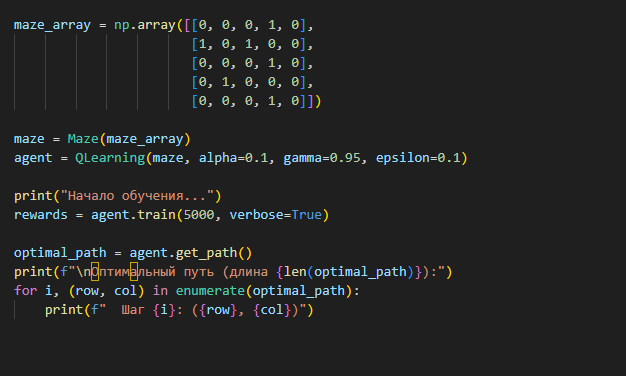 maze_array = np.array([[0, 0, 0, 1, 0],
[1, 0, 1, 0, 0],
[0, 0, 0, 1, 0],
[0, 1, 0, 0, 0],
[0, 0, 0, 1, 0]])
maze = Maze(maze_array)
agent = QLearning(maze, alpha=0.1, gamma=0.95, epsilon=0.1)
print("Начало обучения...")
rewards = agent.train(5000, verbose=True)
optimal_path = agent.get_path()
print(f"\nОптимальный путь (длина {len(optimal_path)}):")
for i, (row, col) in enumerate(optimal_path):
print(f"  Шаг {i}: ({row}, {col})")